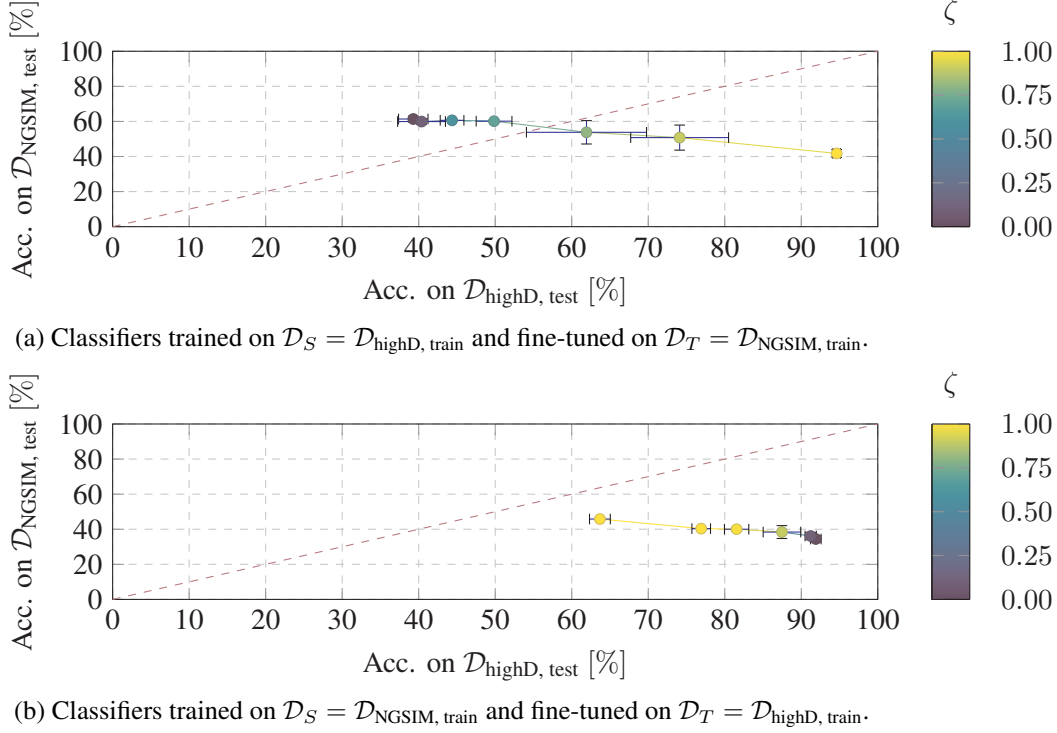 ζ
Acc. on 𝒟NGSIM, test [%]
100
80
60
40
20
0
0 10 20 30 40 50 60 70 80 90 100
Acc. on 𝒟highD, test [%]
1.00
0.75
0.50
0.25
0.00
(a) Classifiers trained on 𝒟S = 𝒟highD, train and fine-tuned on 𝒟T = 𝒟NGSIM, train.
ζ
Acc. on 𝒟NGSIM, test [%]
100
80
60
40
20
0
0 10 20 30 40 50 60 70 80 90 100
Acc. on 𝒟highD, test [%]
1.00
0.75
0.50
0.25
0.00
(b) Classifiers trained on 𝒟S = 𝒟NGSIM, train and fine-tuned on 𝒟T = 𝒟highD, train.